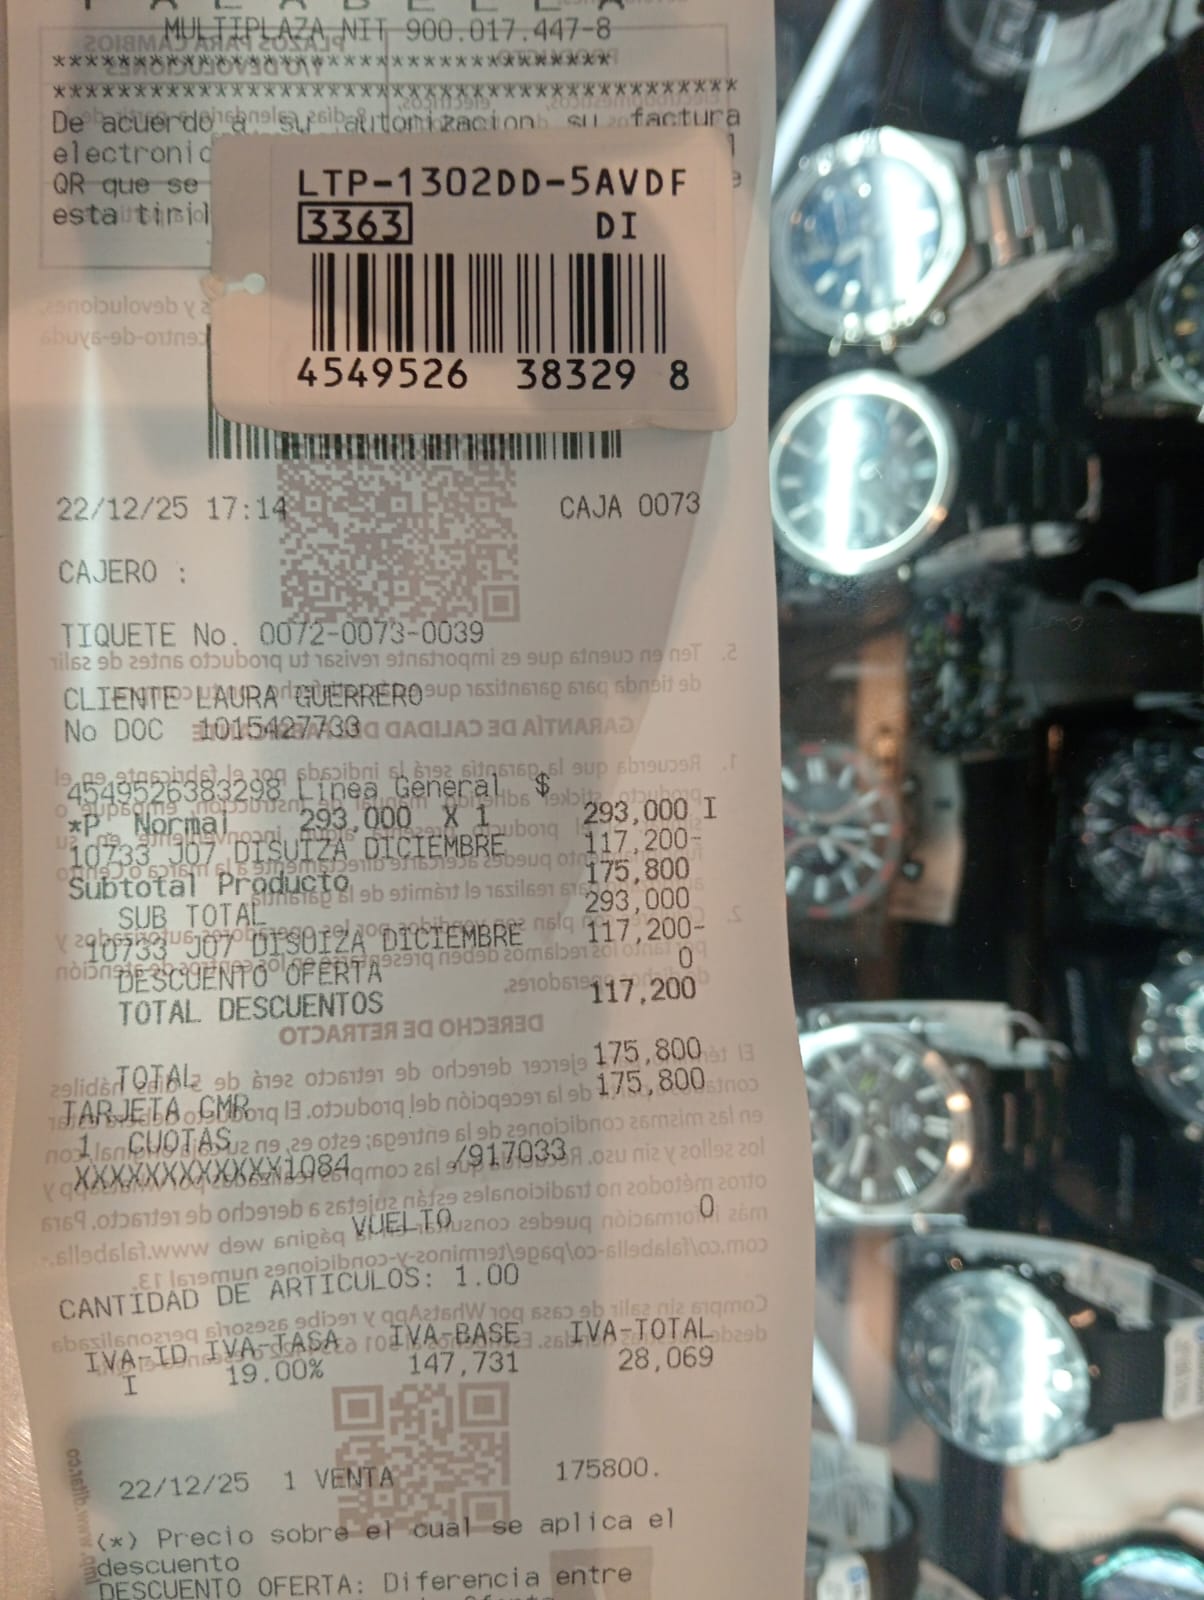 FALABELLA
MULTIPLAZA NIT 900.017.447-8
***********************************
*******************************************
De acuerdo a su autorizacion su factura
electronic
QR que se
esta tiril
LTP-1302DD-5AVDF
3363 DI
4549526 38329 8
22/12/25 17:14 CAJA 0073
CAJERO :
TIQUETE No. 0072-0073-0039
CLIENTE LAURA GUERRERO
No DOC 1015427733
4549526383298 Linea General $
*P. Normal 293,000 X 1 293,000 I
10733 J07 DISUIZA DICIEMBRE 117,200-
Subtotal Producto 175,800
SUB TOTAL 293,000
10733 J07 DISUIZA DICIEMBRE 117,200-
DESCUENTO OFERTA 0
TOTAL DESCUENTOS 117,200
TOTAL 175,800
TARJETA CMR 175,800
1 CUOTAS
XXXXXXXXXXXX1084 /917033
VUELTO 0
CANTIDAD DE ARTICULOS: 1.00
IVA-ID IVA-TASA IVA-BASE IVA-TOTAL
I 19.00% 147,731 28,069
22/12/25 1 VENTA 175800.
(*) Precio sobre el cual se aplica el
descuento
DESCUENTO OFERTA: Diferencia entre